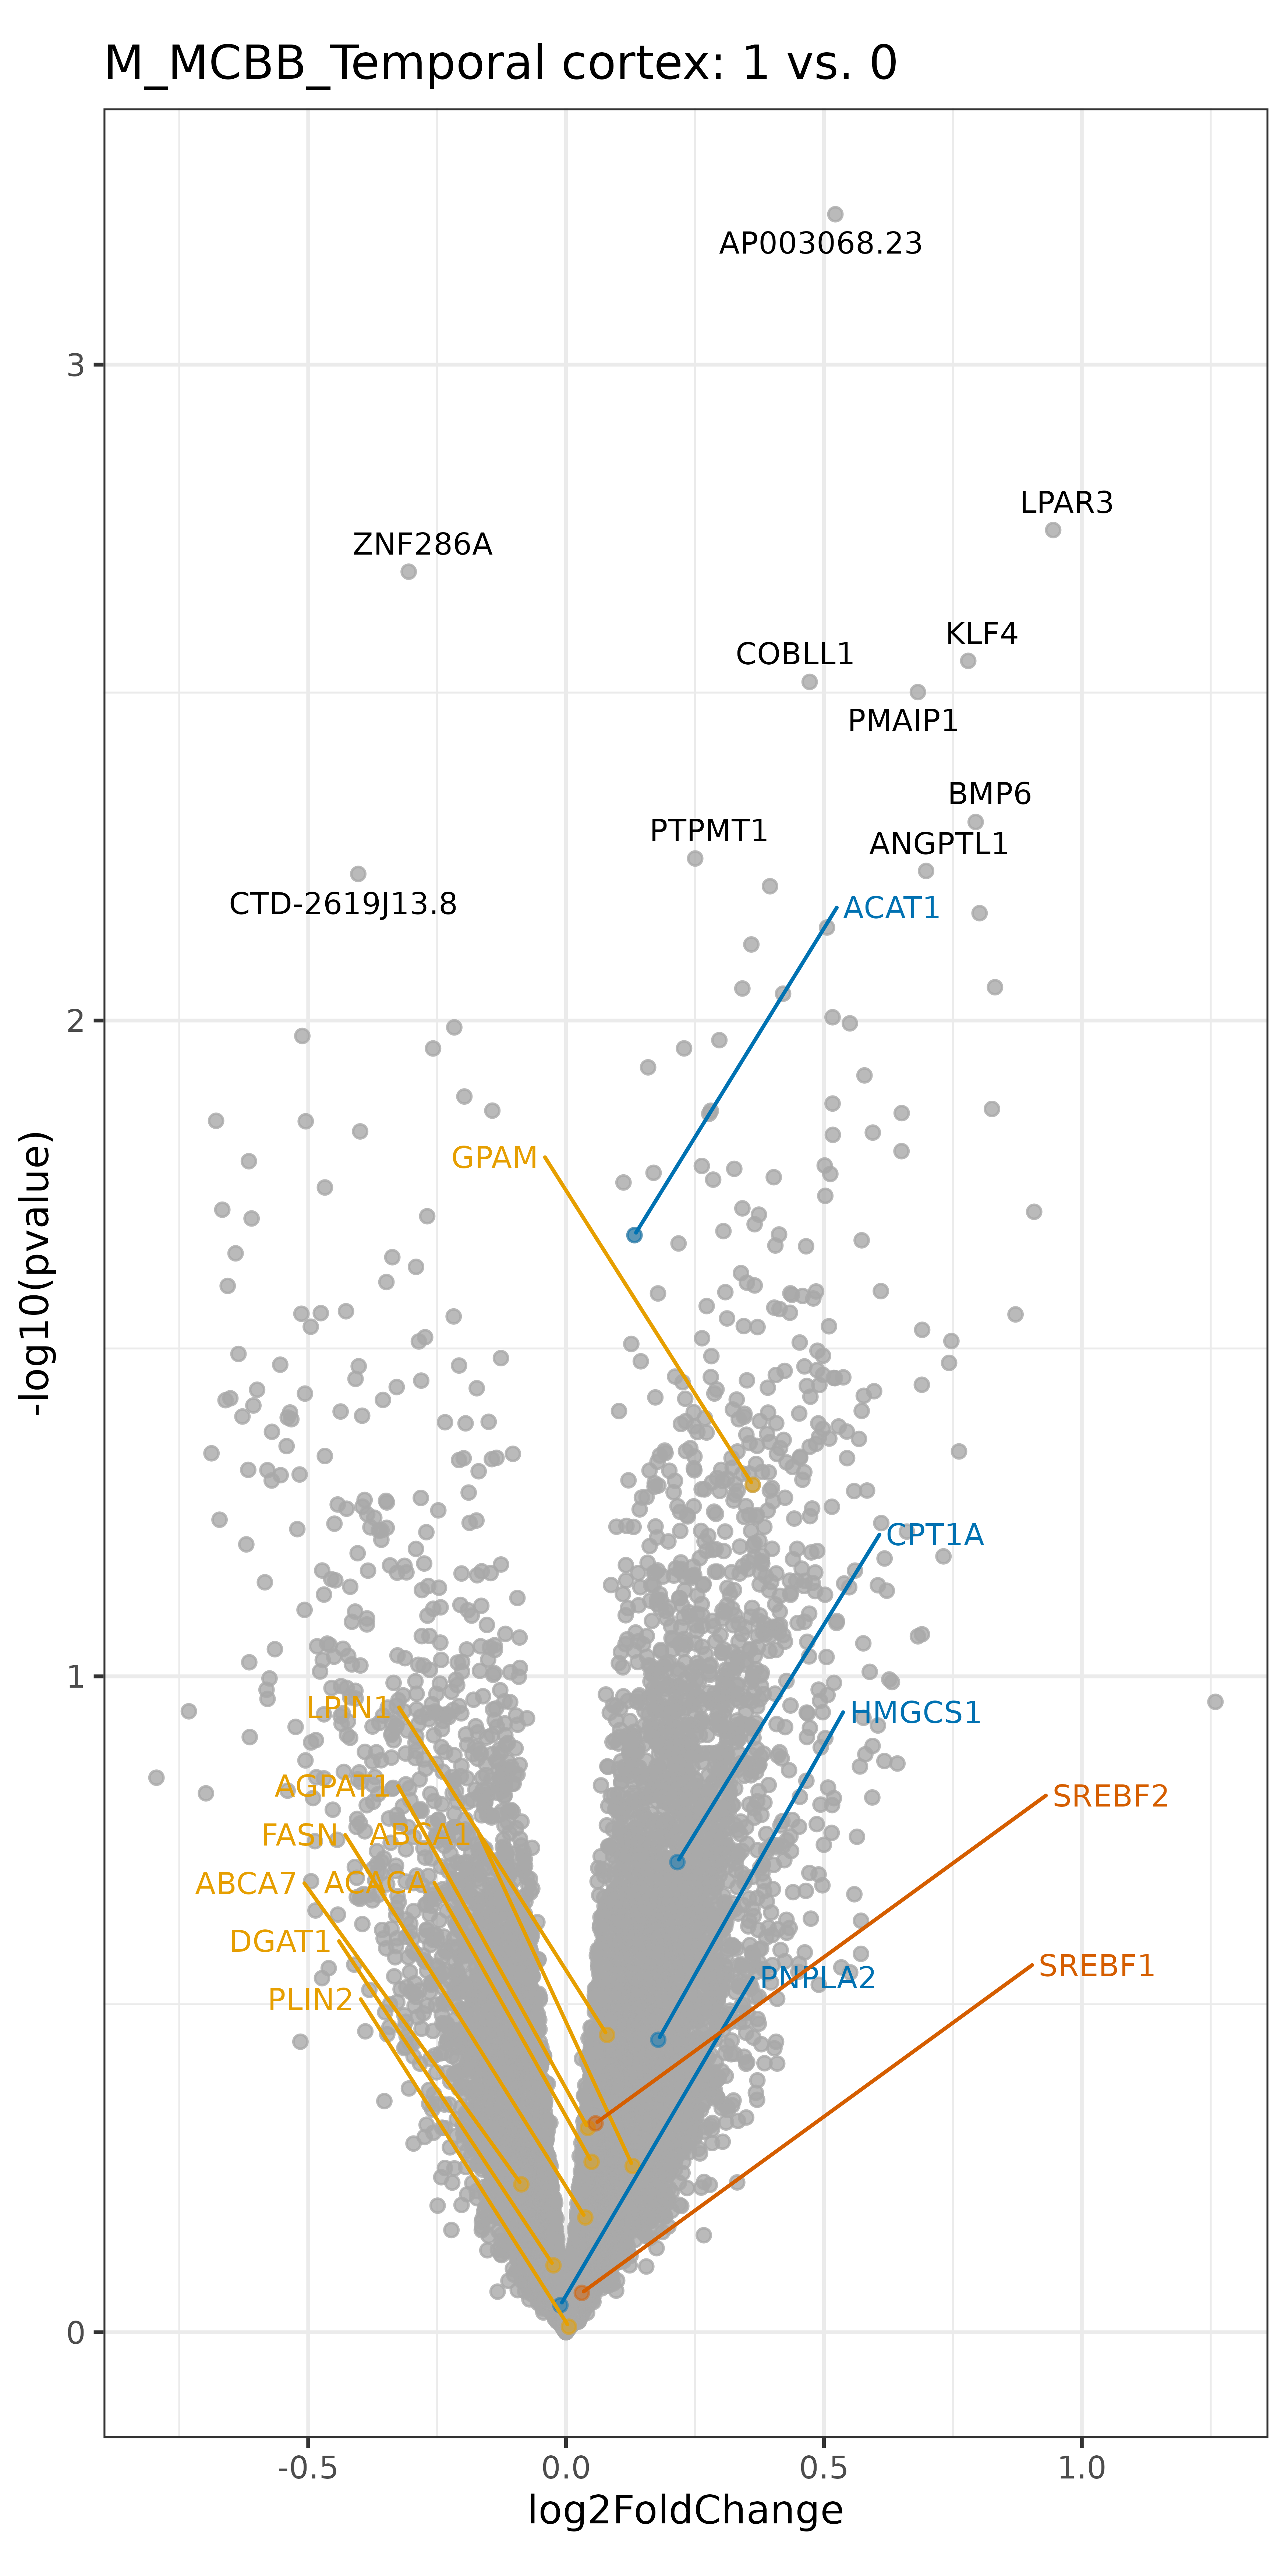 M_MCBB_Temporal cortex: 1 vs. 0
AP003068.23
3
LPAR3
ZNF286A
KLF4
COBLL1
PMAIP1
BMP6
PTPMT1
ANGPTL1
CTD-2619J13.8
ACAT1
2
GPAM
-log10(pvalue)
CPT1A
1
LPIN1
HMGCS1
AGPAT1
SREBF2
FASN
ABCA1
ABCA7
ACACA
DGAT1
SREBF1
PNPLA2
PLIN2
0
-0.5
0.0
0.5
1.0
log2FoldChange